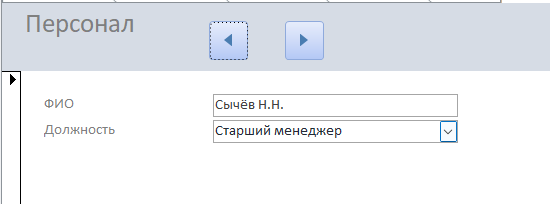 Персонал
ФИО
Сычёв Н.Н.
Должность
Старший менеджер